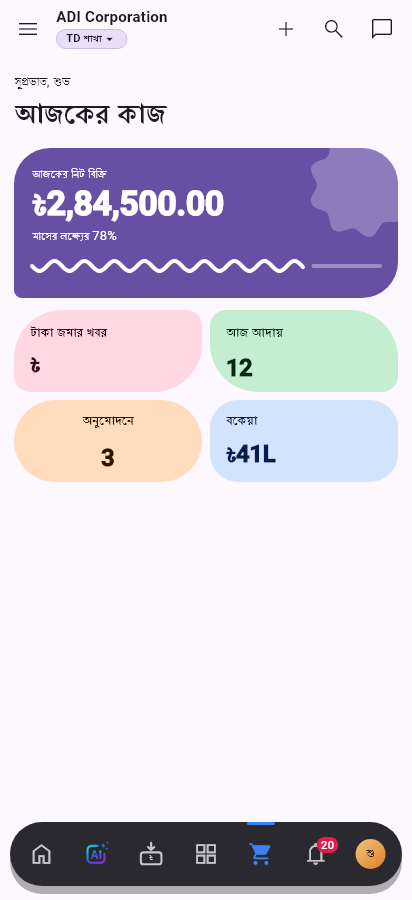 ADI Corporation
TD শাখা
সুপ্রভাত, শুভ
আজকের কাজ
আজকের নিট বিক্রি
৳2,84,500.00
মাসের লক্ষ্যের 78%
টাকা জমার খবর
৳
আজ আদায়
12
অনুমোদনে
3
বকেয়া
৳41L
AI
৳
20
শু